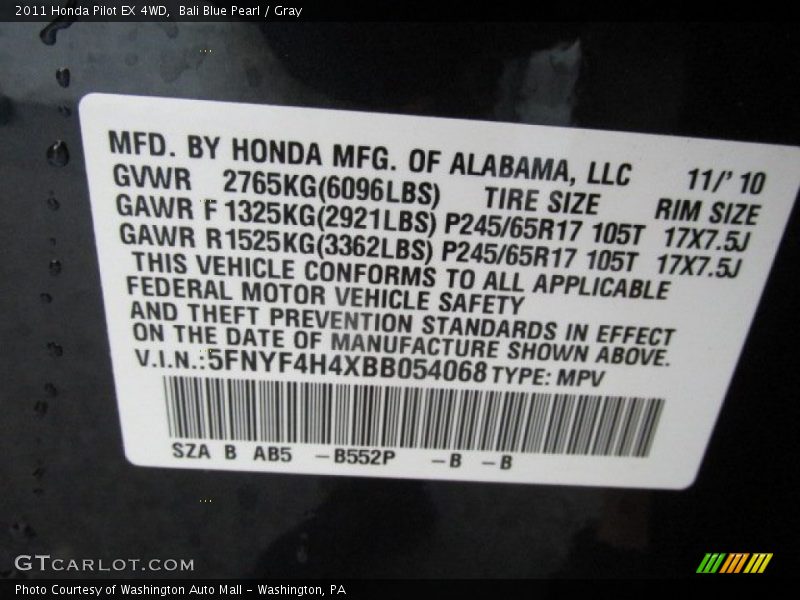 2011 Honda Pilot EX 4WD, Bali Blue Pearl / Gray
MFD. BY HONDA MFG. OF ALABAMA, LLC 11/' 10
GVWR 2765KG(6096LBS) TIRE SIZE RIM SIZE
GAWR F 1325KG(2921LBS) P245/65R17 105T 17X7.5J
GAWR R 1525KG(3362LBS) P245/65R17 105T 17X7.5J
THIS VEHICLE CONFORMS TO ALL APPLICABLE
FEDERAL MOTOR VEHICLE SAFETY
AND THEFT PREVENTION STANDARDS IN EFFECT
ON THE DATE OF MANUFACTURE SHOWN ABOVE.
V.I.N.:5FNYF4H4XBB054068 TYPE: MPV
SZA B AB5 –B552P –B –B
GTCARLOT.COM
Photo Courtesy of Washington Auto Mall – Washington, PA